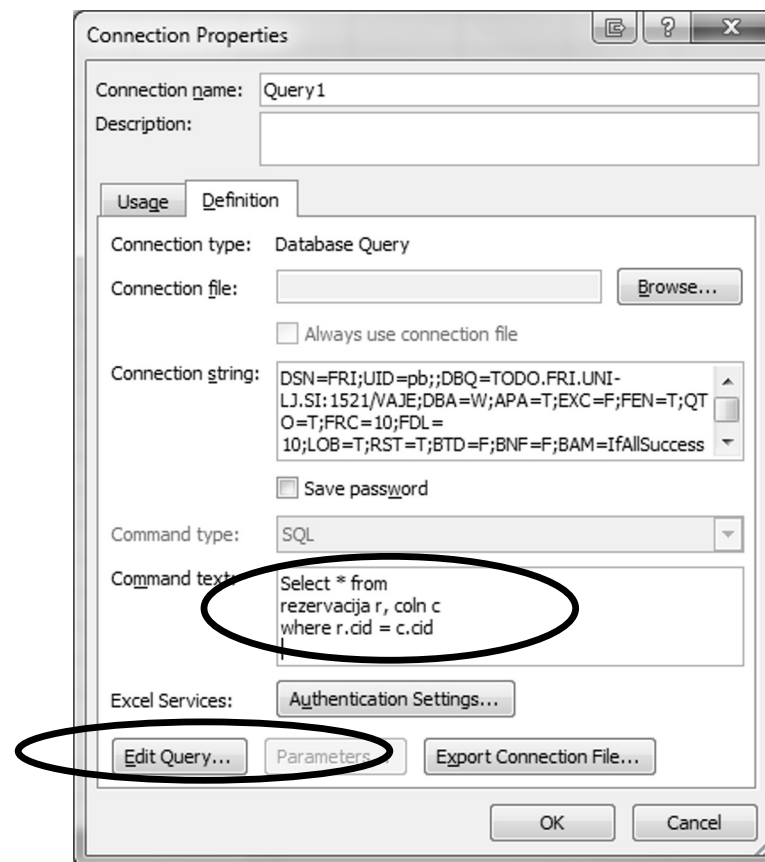 Connection Properties
Connection name: Query1
Description:
Usage Definition
Connection type: Database Query
Connection file: Browse...
Always use connection file
Connection string: DSN=FRI;UID=pb;;DBQ=TODO.FRI.UNI-
LJ.SI:1521/VAJE;DBA=W;APA=T;EXC=F;FEN=T;QT
O=T;FRC=10;FDL=
10;LOB=T;RST=T;BTD=F;BNF=F;BAM=IfAllSuccess
Save password
Command type: SQL
Command text: Select * from
rezervacija r, coln c
where r.cid = c.cid
Excel Services: Authentication Settings...
Edit Query... Parameters... Export Connection File...
OK Cancel